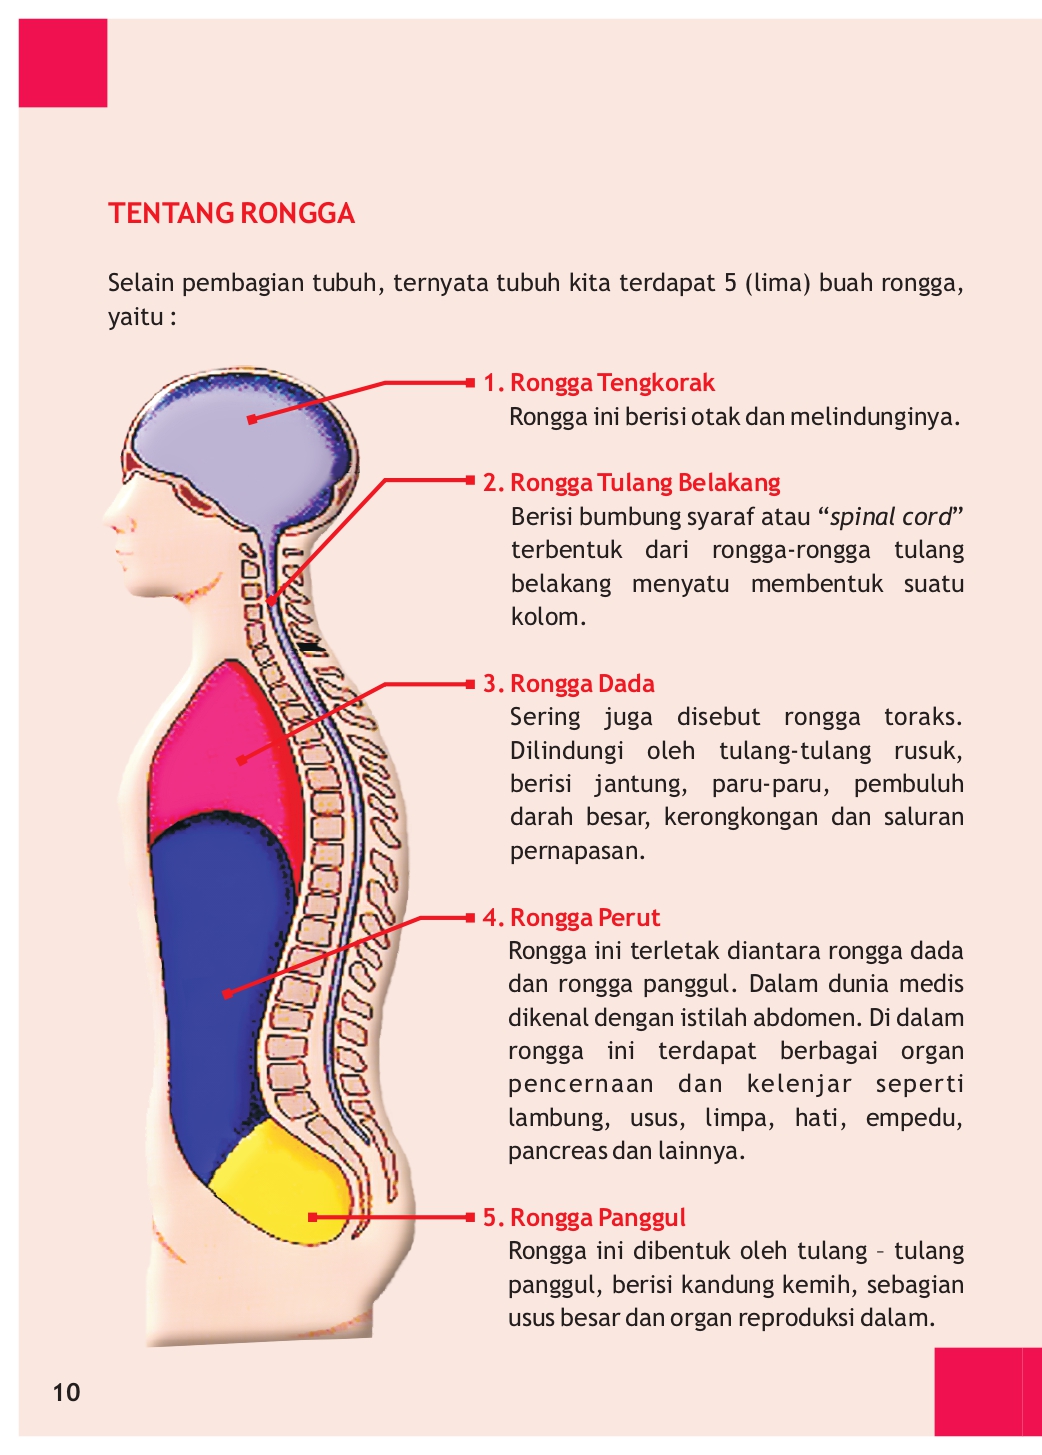 TENTANG RONGGA
Selain pembagian tubuh, ternyata tubuh kita terdapat 5 (lima) buah rongga,
yaitu :
1. Rongga Tengkorak
Rongga ini berisi otak dan melindunginya.
2. Rongga Tulang Belakang
Berisi bumbung syaraf atau “spinal cord”
terbentuk dari rongga-rongga tulang
belakang menyatu membentuk suatu
kolom.
3. Rongga Dada
Sering juga disebut rongga toraks.
Dilindungi oleh tulang-tulang rusuk,
berisi jantung, paru-paru, pembuluh
darah besar, kerongkongan dan saluran
pernapasan.
4. Rongga Perut
Rongga ini terletak diantara rongga dada
dan rongga panggul. Dalam dunia medis
dikenal dengan istilah abdomen. Di dalam
rongga ini terdapat berbagai organ
pencernaan dan kelenjar seperti
lambung, usus, limpa, hati, empedu,
pancreas dan lainnya.
5. Rongga Panggul
Rongga ini dibentuk oleh tulang – tulang
panggul, berisi kandung kemih, sebagian
usus besar dan organ reproduksi dalam.
10